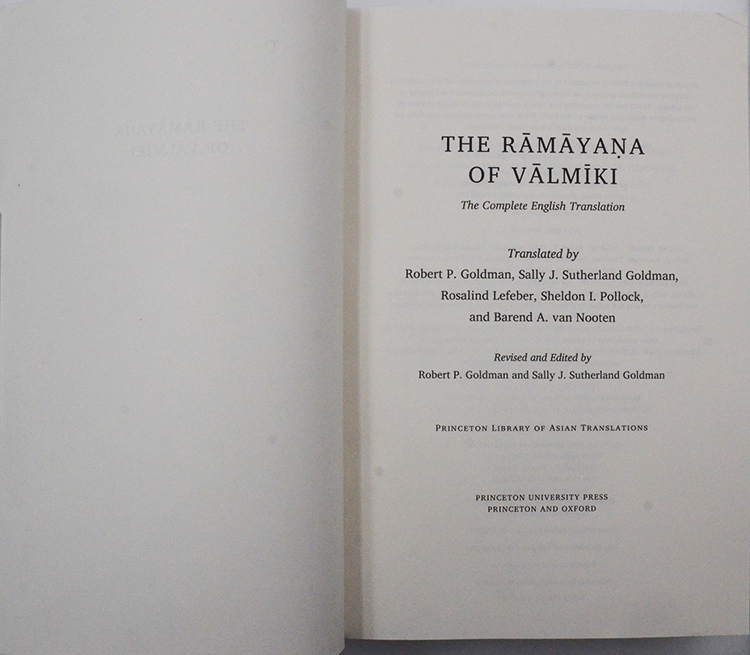 THE RĀMĀYAṆA
OF VĀLMĪKI
The Complete English Translation
Translated by
Robert P. Goldman, Sally J. Sutherland Goldman,
Rosalind Lefeber, Sheldon I. Pollock,
and Barend A. van Nooten
Revised and Edited by
Robert P. Goldman and Sally J. Sutherland Goldman
Princeton Library of Asian Translations
PRINCETON UNIVERSITY PRESS
PRINCETON AND OXFORD